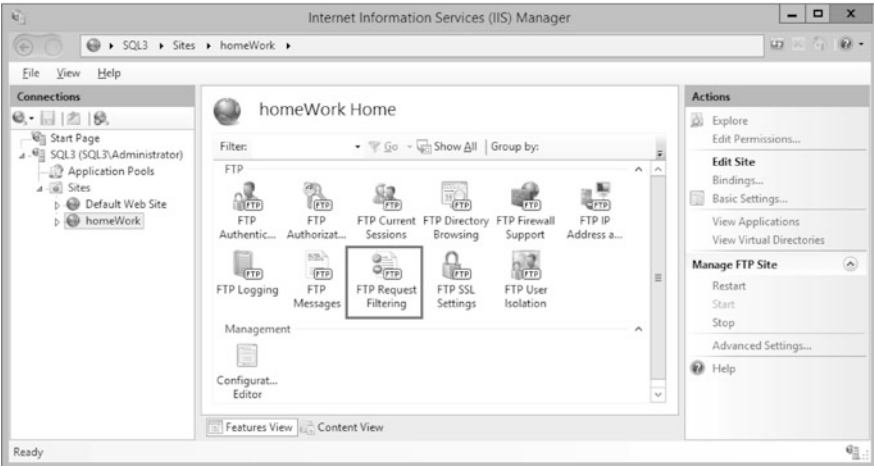 Internet Information Services (IIS) Manager
SQL3 Sites homeWork
File View Help
Connections
Start Page
SQL3 (SQL3\Administrator)
Application Pools
Sites
Default Web Site
homeWork
homeWork Home
Filter: Go Show All Group by:
FTP
FTP Authentic...
FTP Authorizat...
FTP Current Sessions
FTP Directory Browsing
FTP Firewall Support
FTP IP Address a...
FTP Logging
FTP Messages
FTP Request Filtering
FTP SSL Settings
FTP User Isolation
Management
Configurat... Editor
Features View Content View
Actions
Explore
Edit Permissions...
Edit Site
Bindings...
Basic Settings...
View Applications
View Virtual Directories
Manage FTP Site
Restart
Start
Stop
Advanced Settings...
Help
Ready